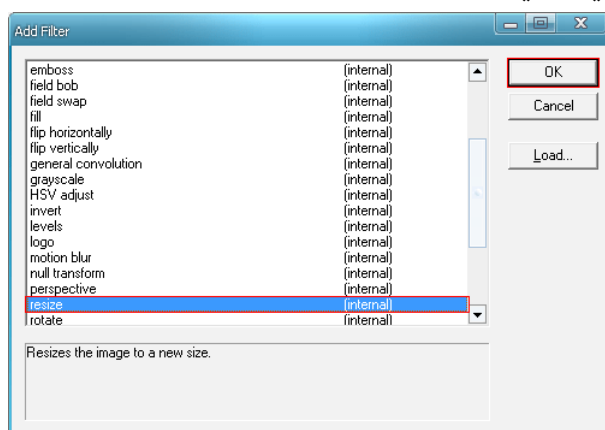 Add Filter
emboss (internal)
field bob (internal)
field swap (internal)
fill (internal)
flip horizontally (internal)
flip vertically (internal)
general convolution (internal)
grayscale (internal)
HSV adjust (internal)
invert (internal)
levels (internal)
logo (internal)
motion blur (internal)
null transform (internal)
perspective (internal)
resize (internal)
rotate (internal)
OK
Cancel
Load...
Resizes the image to a new size.